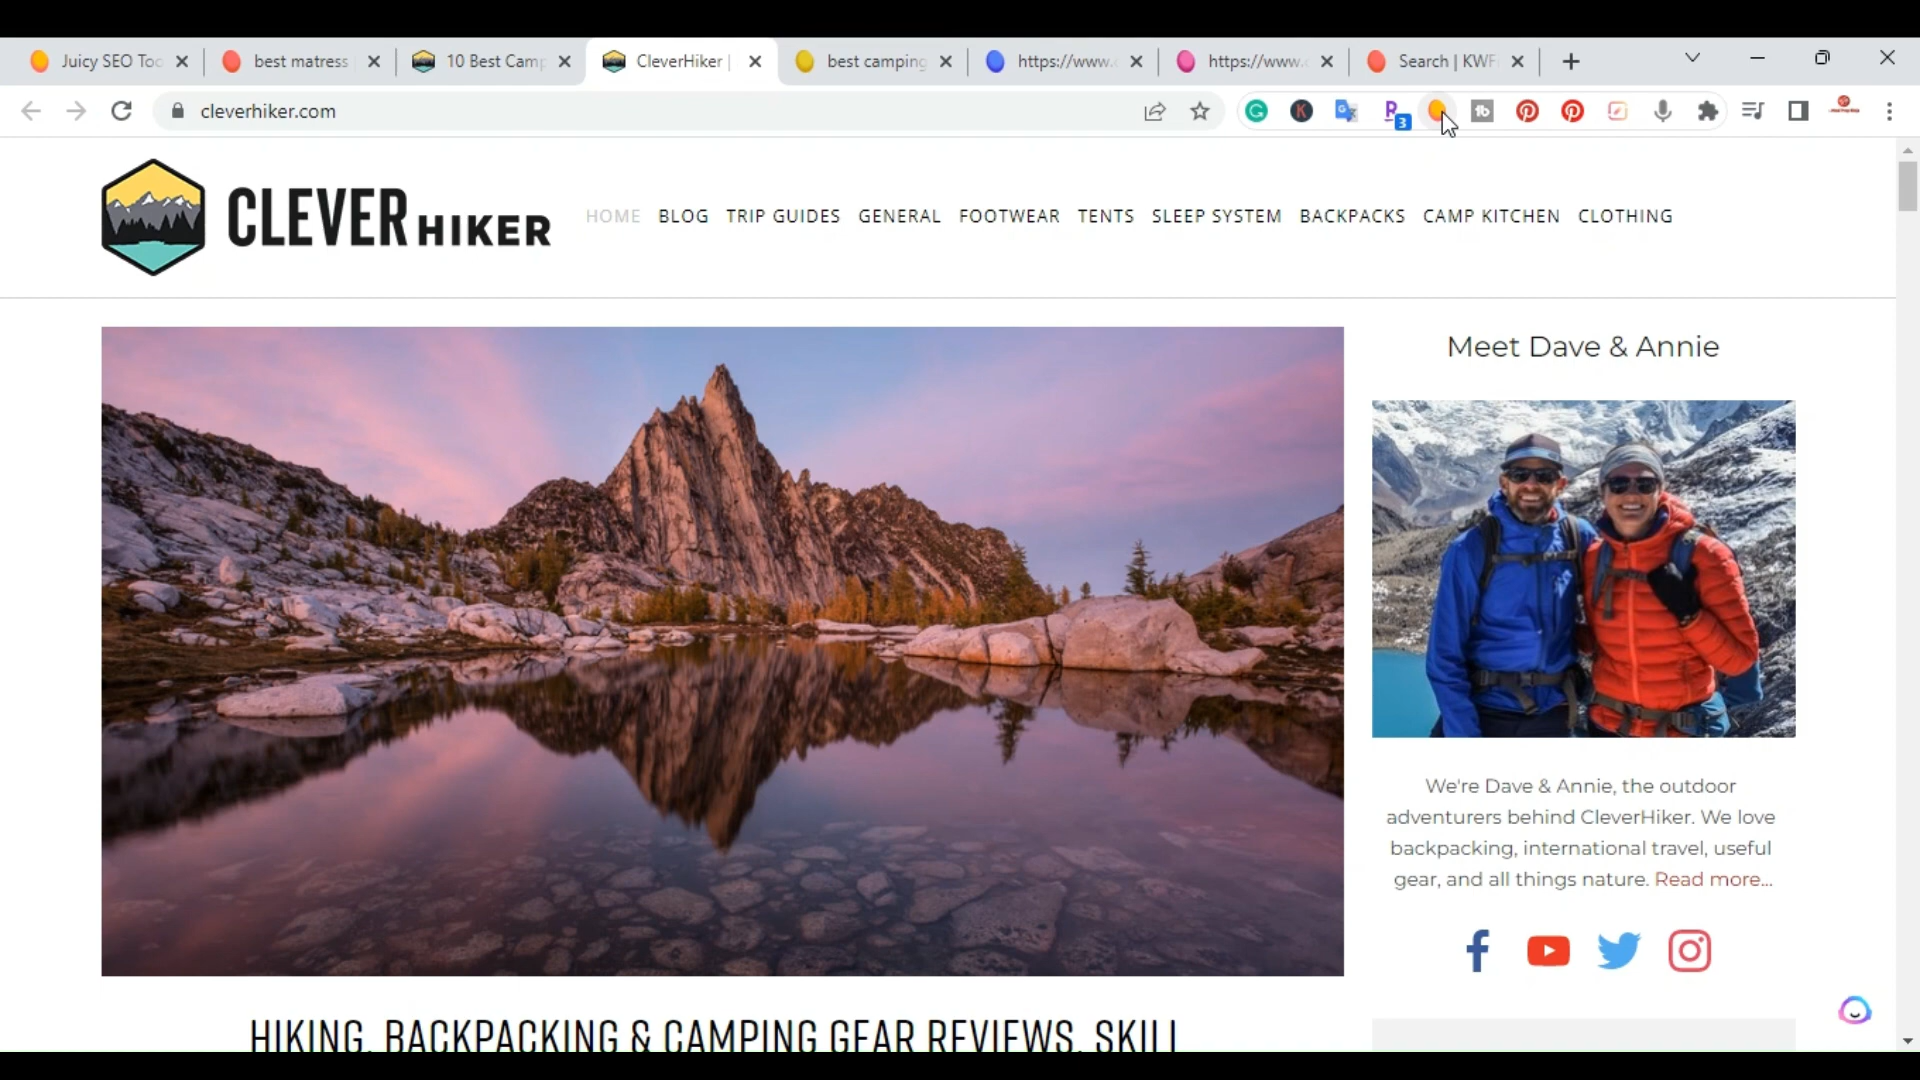 Juicy SEO Too
best matress
10 Best Camp
CleverHiker |
best camping
https://www.
https://www.
Search | KWF
cleverhiker.com
3
CLEVER HIKER
HOME BLOG TRIP GUIDES GENERAL FOOTWEAR TENTS SLEEP SYSTEM BACKPACKS CAMP KITCHEN CLOTHING
Meet Dave & Annie
We're Dave & Annie, the outdoor
adventurers behind CleverHiker. We love
backpacking, international travel, useful
gear, and all things nature. Read more...
HIKING, BACKPACKING & CAMPING GEAR REVIEWS, SKILL